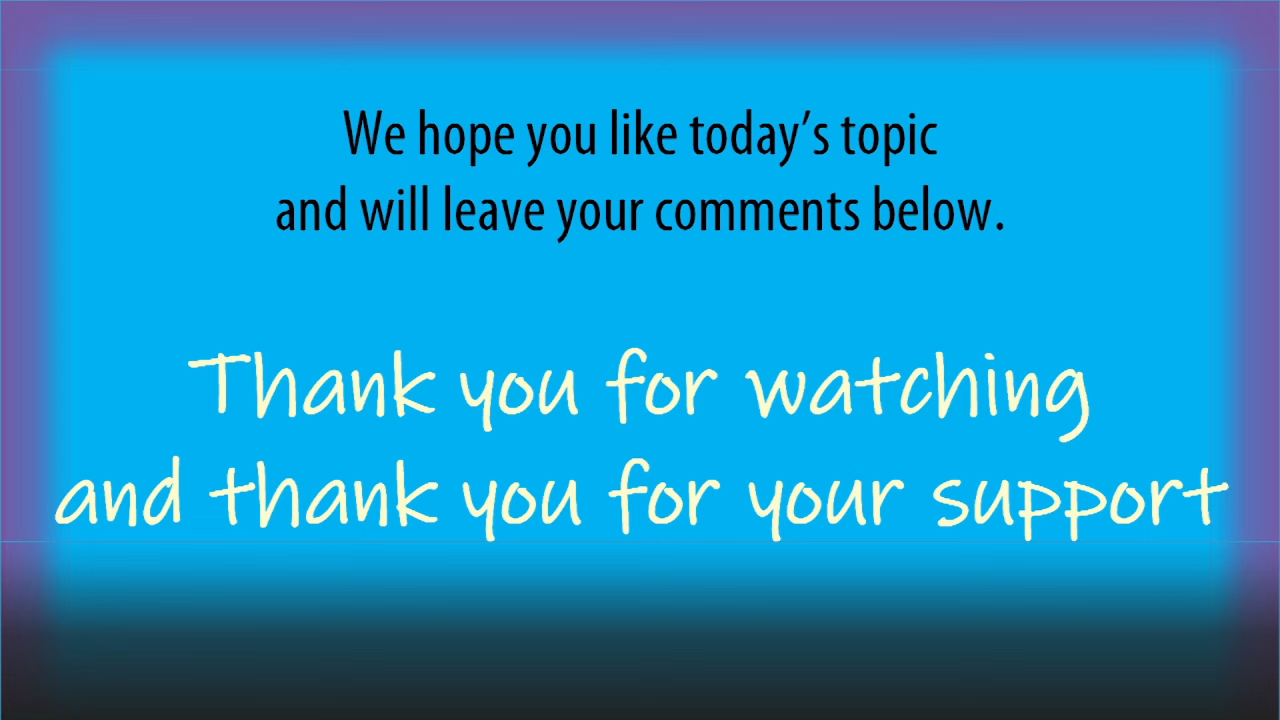 We hope you like today’s topic
and will leave your comments below.
Thank you for watching
and thank you for your support